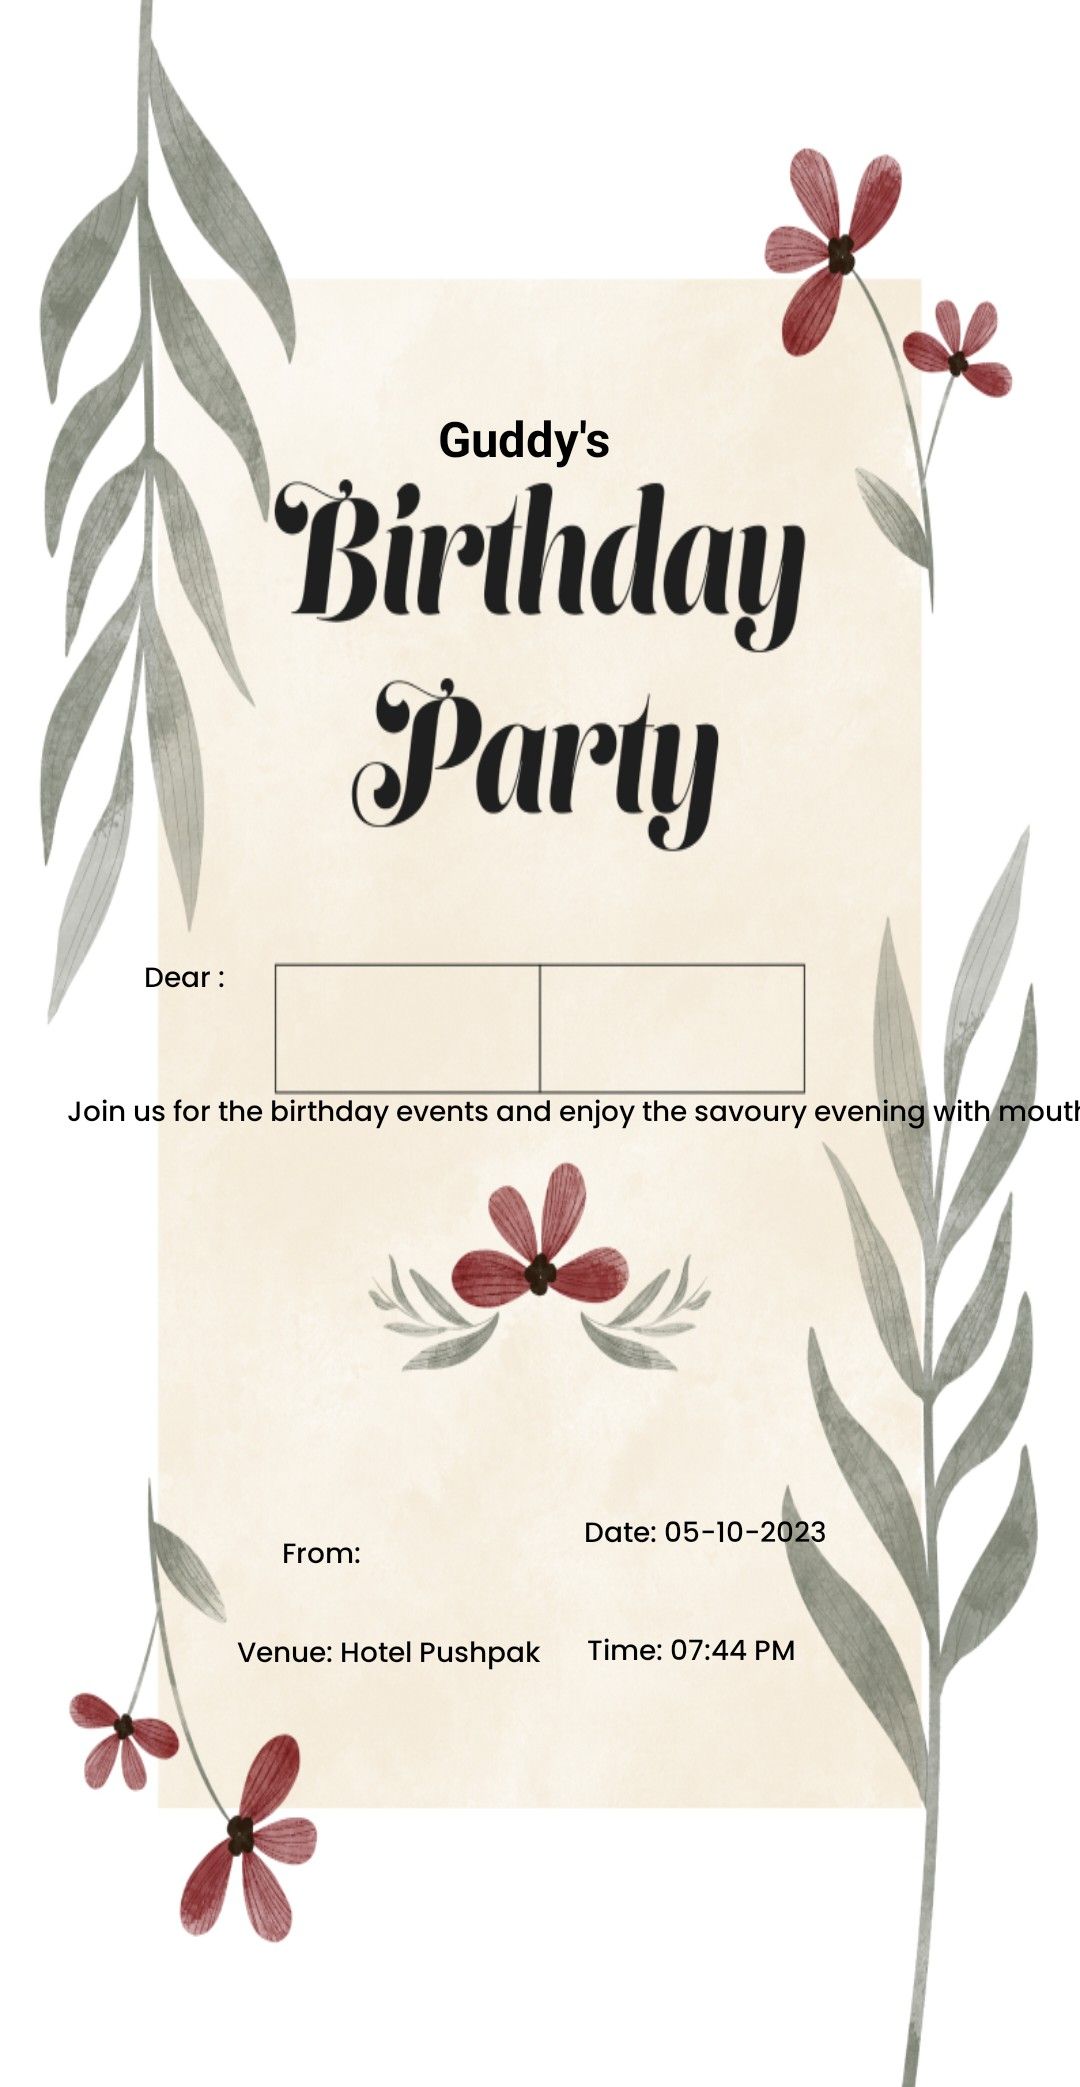 Guddy's
Birthday
Party
Dear :
Join us for the birthday events and enjoy the savoury evening with mouth
From:
Date: 05-10-2023
Venue: Hotel Pushpak
Time: 07:44 PM